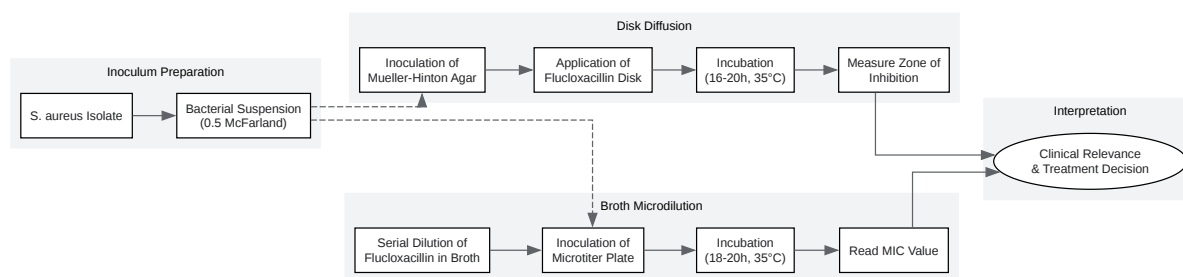 Disk Diffusion
Inoculation of
Mueller-Hinton Agar
Application of
Flucloxacillin Disk
Incubation
(16-20h, 35°C)
Measure Zone of
Inhibition
Inoculum Preparation
S. aureus Isolate
Bacterial Suspension
(0.5 McFarland)
Interpretation
Clinical Relevance
& Treatment Decision
Broth Microdilution
Serial Dilution of
Flucloxacillin in Broth
Inoculation of
Microtiter Plate
Incubation
(18-20h, 35°C)
Read MIC Value